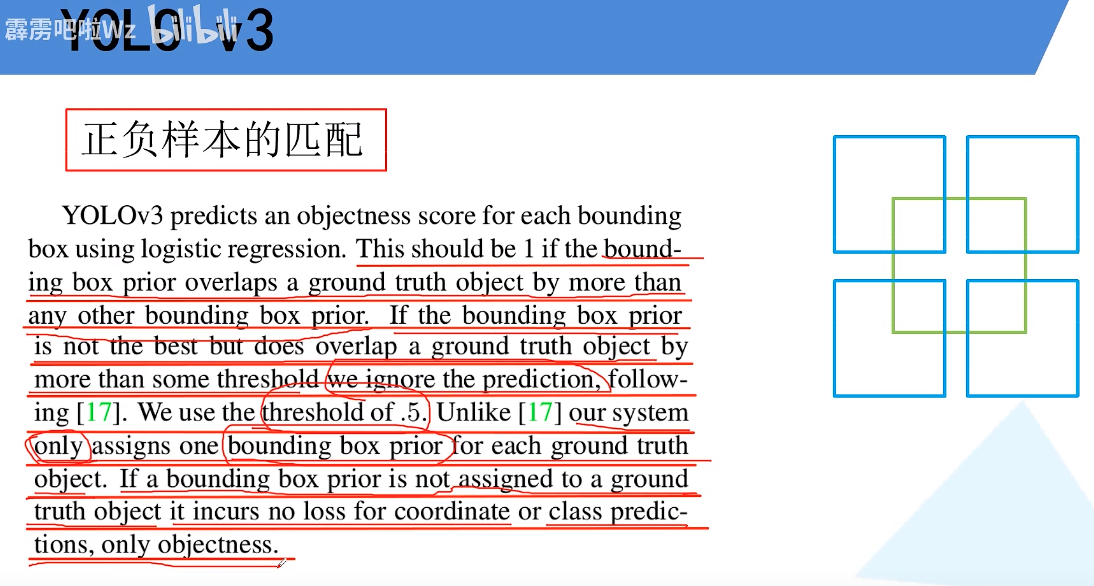 霹雳吧啦Wz bilibili
YOLO v3
正负样本的匹配
YOLOv3 predicts an objectness score for each bounding
box using logistic regression. This should be 1 if the bound-
ing box prior overlaps a ground truth object by more than
any other bounding box prior. If the bounding box prior
is not the best but does overlap a ground truth object by
more than some threshold we ignore the prediction, follow-
ing [17]. We use the threshold of .5. Unlike [17] our system
only assigns one bounding box prior for each ground truth
object. If a bounding box prior is not assigned to a ground
truth object it incurs no loss for coordinate or class predic-
tions, only objectness.